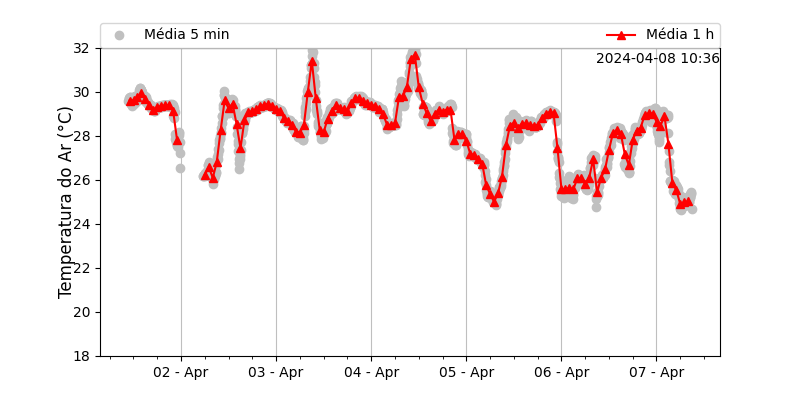 Média 5 min
Média 1 h
2024-04-08 10:36
Temperatura do Ar (°C)
32
30
28
26
24
22
20
18
02 - Apr
03 - Apr
04 - Apr
05 - Apr
06 - Apr
07 - Apr